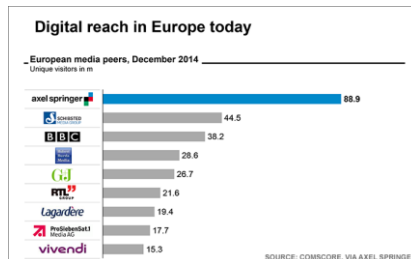 Digital reach in Europe today
European media peers, December 2014
Unique visitors in m
axel springer 88.9
SCHIBSTED MEDIA GROUP 44.5
BBC 38.2
28.6
G+J 26.7
RTL GROUP 21.6
Lagardère 19.4
ProSiebenSat.1 Media AG 17.7
vivendi 15.3
SOURCE: COMSCORE, VIA AXEL SPRINGE